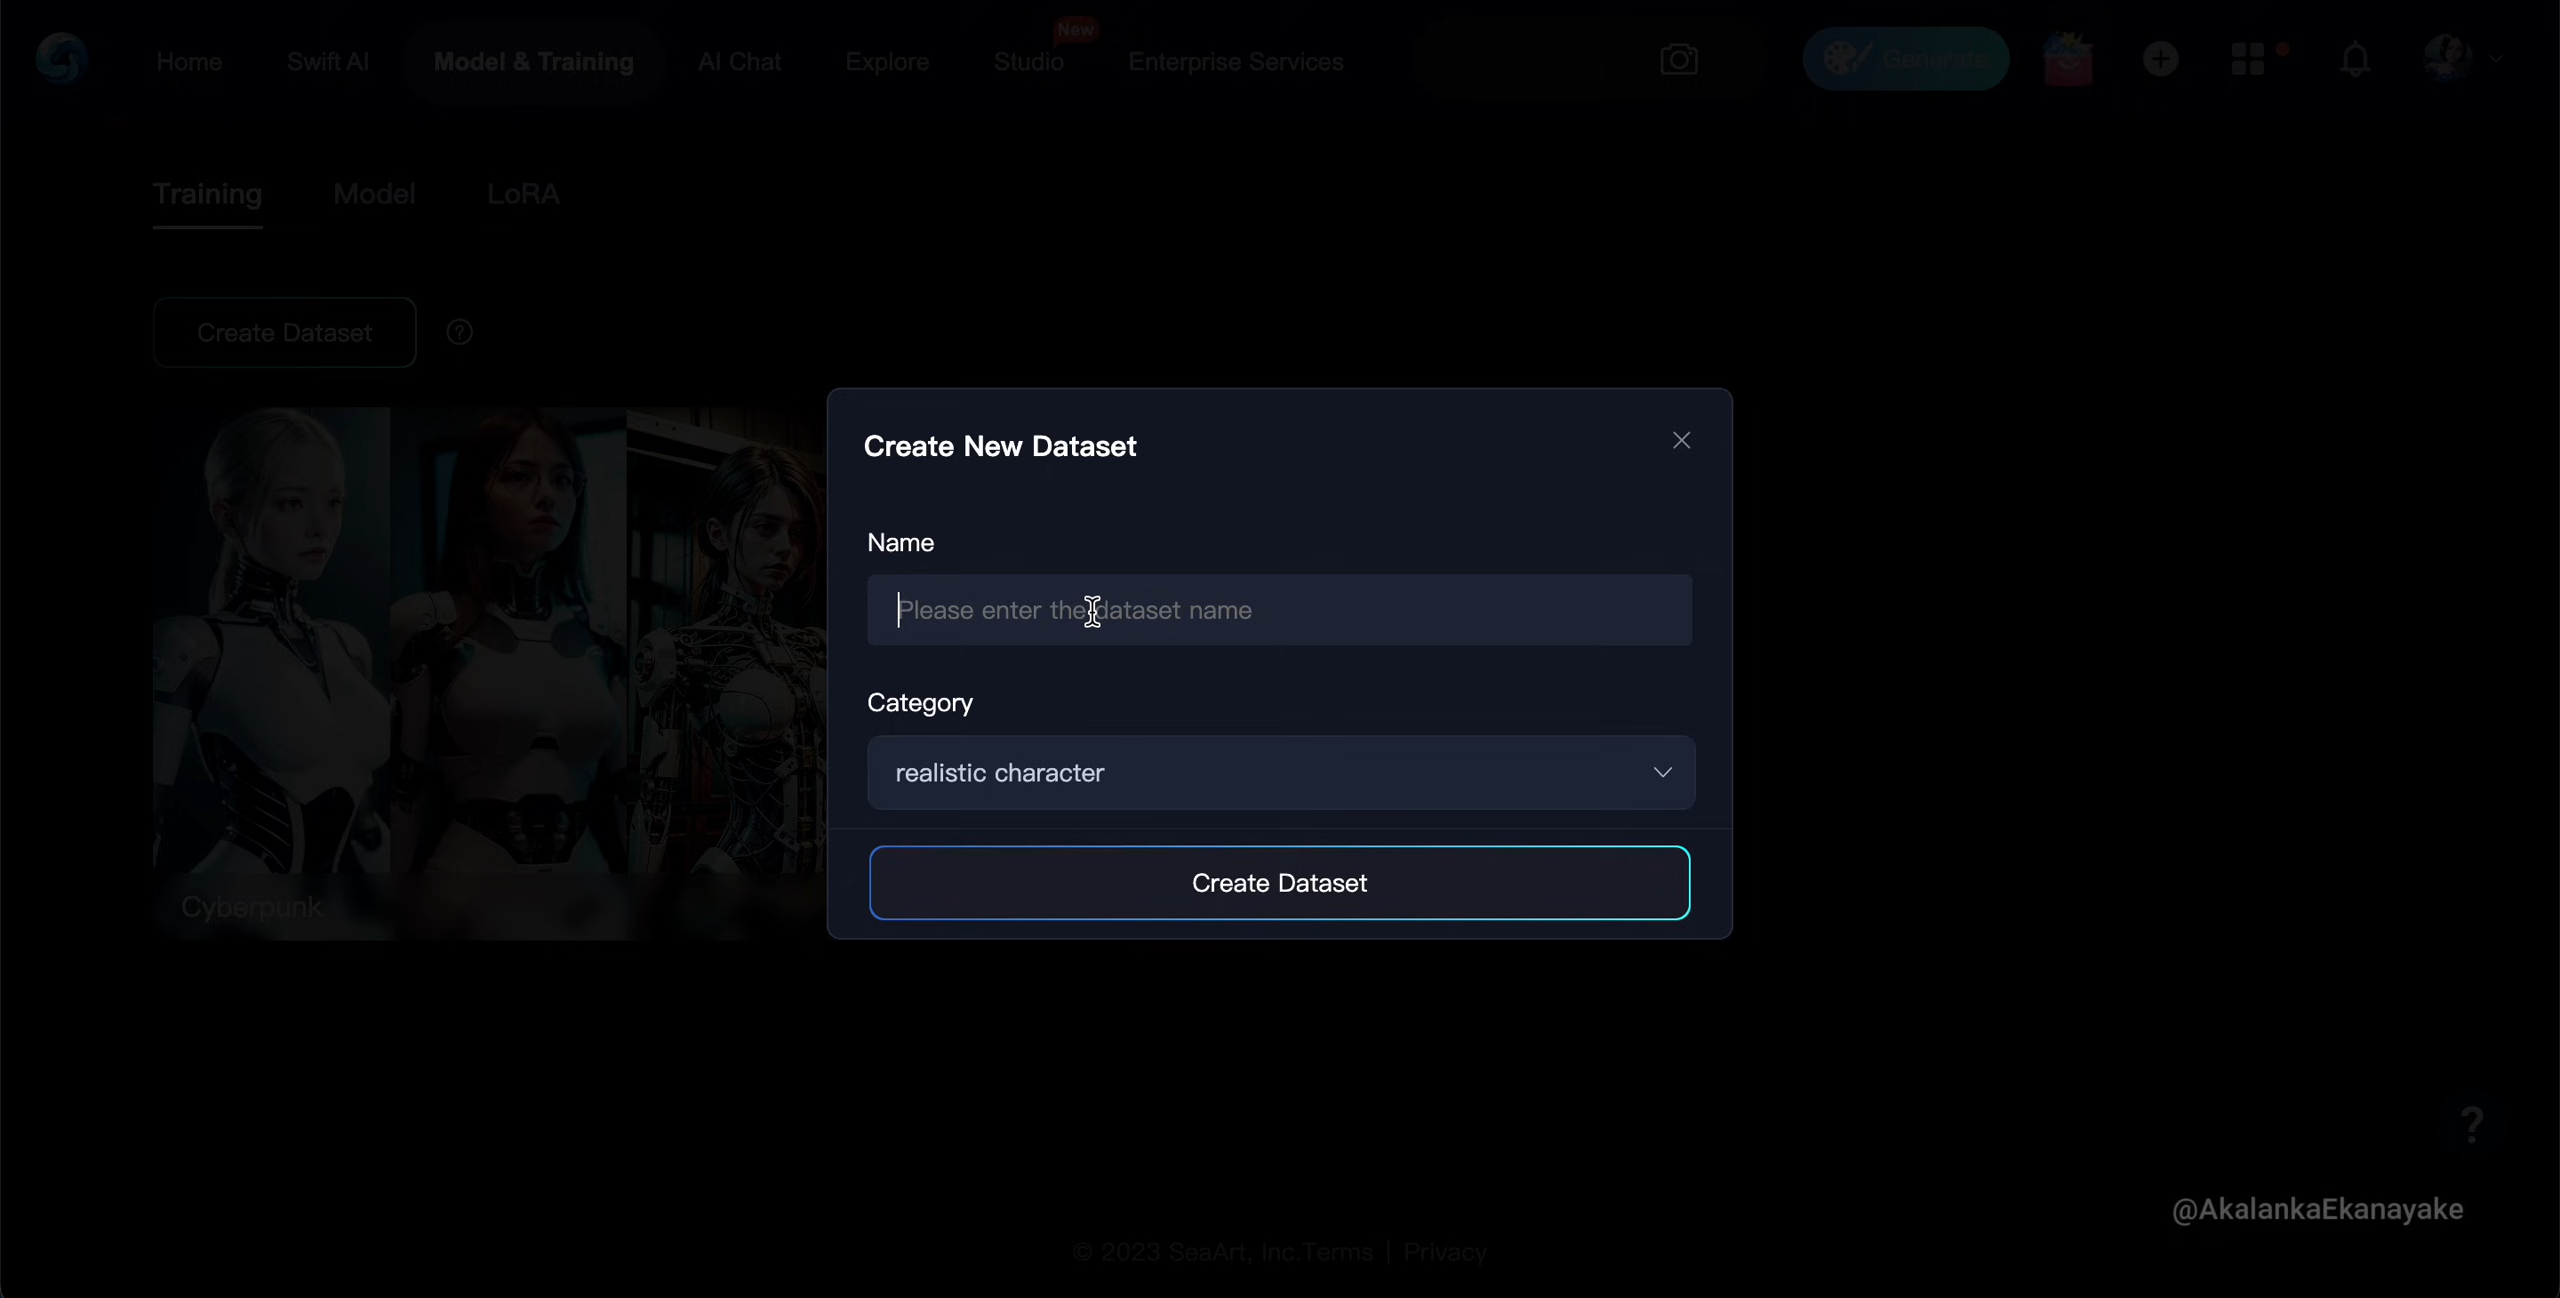 New
Home Swift AI Model & Training AI Chat Explore Studio Enterprise Services Generate
Training Model LoRA
Create Dataset
Create New Dataset
Name
Please enter the dataset name
Category
realistic character
Create Dataset
Cyberpunk
@AkalankaEkanayake
© 2023 SeaArt, Inc.Terms | Privacy